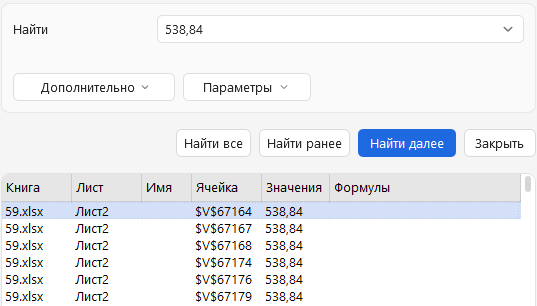 Найти 538,84
Дополнительно Параметры
Найти все Найти ранее Найти далее Закрыть
Книга Лист Имя Ячейка Значения Формулы
59.xlsx Лист2 $V$67164 538,84
59.xlsx Лист2 $V$67167 538,84
59.xlsx Лист2 $V$67168 538,84
59.xlsx Лист2 $V$67174 538,84
59.xlsx Лист2 $V$67176 538,84
59.xlsx Лист2 $V$67179 538,84